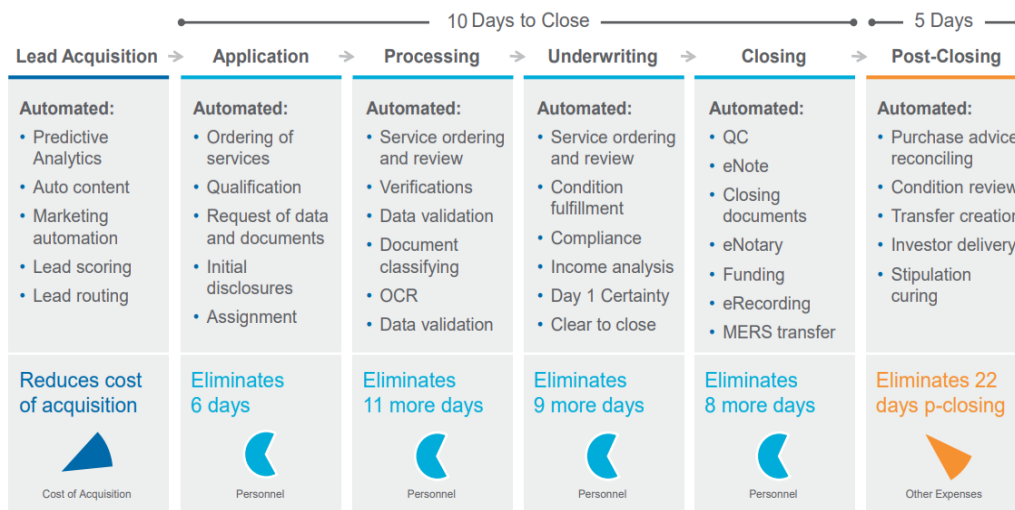 10 Days to Close
5 Days
Lead Acquisition
Application
Processing
Underwriting
Closing
Post-Closing
Automated:
• Predictive
Analytics
• Auto content
• Marketing
automation
• Lead scoring
• Lead routing
Reduces cost
of acquisition
Cost of Acquisition
Automated:
• Ordering of
services
• Qualification
• Request of data
and documents
• Initial
disclosures
• Assignment
Eliminates
6 days
Personnel
Automated:
• Service ordering
and review
• Verifications
• Data validation
• Document
classifying
• OCR
• Data validation
Eliminates
11 more days
Personnel
Automated:
• Service ordering
and review
• Condition
fulfillment
• Compliance
• Income analysis
• Day 1 Certainty
• Clear to close
Eliminates
9 more days
Personnel
Automated:
• QC
• eNote
• Closing
documents
• eNotary
• Funding
• eRecording
• MERS transfer
Eliminates
8 more days
Personnel
Automated:
• Purchase advice
reconciling
• Condition review
• Transfer creation
• Investor delivery
• Stipulation
curing
Eliminates 22
days p-closing
Other Expenses